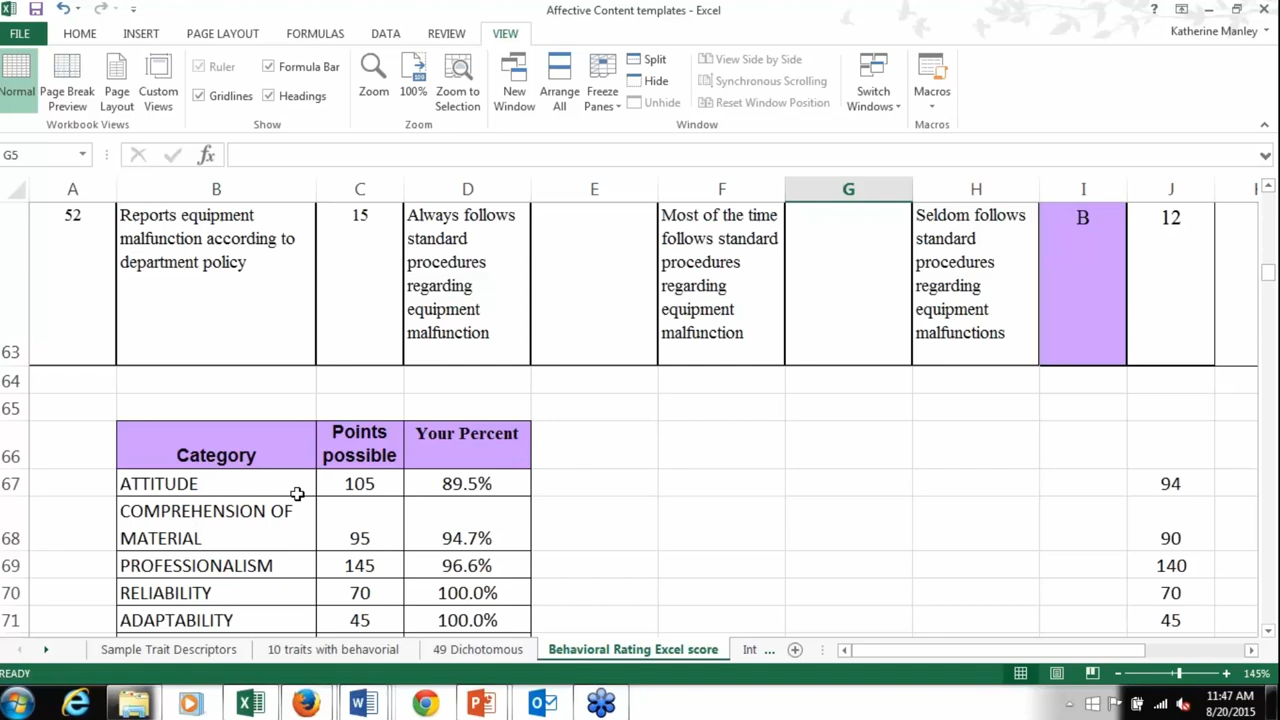 Affective Content templates - Excel
?
FILE HOME INSERT PAGE LAYOUT FORMULAS DATA REVIEW VIEW Katherine Manley
Normal
Page Break Preview
Page Layout
Custom Views
Workbook Views
Ruler
Formula Bar
Gridlines
Headings
Show
Zoom
100%
Zoom to Selection
Zoom
New Window
Arrange All
Freeze Panes
Split
Hide
Unhide
View Side by Side
Synchronous Scrolling
Reset Window Position
Switch Windows
Window
Macros
Macros
G5 fx
A B C D E F G H I J
52
Reports equipment
malfunction according to
department policy
15
Always follows
standard
procedures
regarding
equipment
malfunction
Most of the time
follows standard
procedures
regarding
equipment
malfunction
Seldom follows
standard
procedures
regarding
equipment
malfunctions
B
12
63
64
65
66 Category Points possible Your Percent
67 ATTITUDE 105 89.5% 94
COMPREHENSION OF
68 MATERIAL 95 94.7% 90
69 PROFESSIONALISM 145 96.6% 140
70 RELIABILITY 70 100.0% 70
71 ADAPTABILITY 45 100.0% 45
Sample Trait Descriptors 10 traits with behavorial 49 Dichotomous Behavioral Rating Excel score Int ...
READY 145%
11:47 AM
8/20/2015